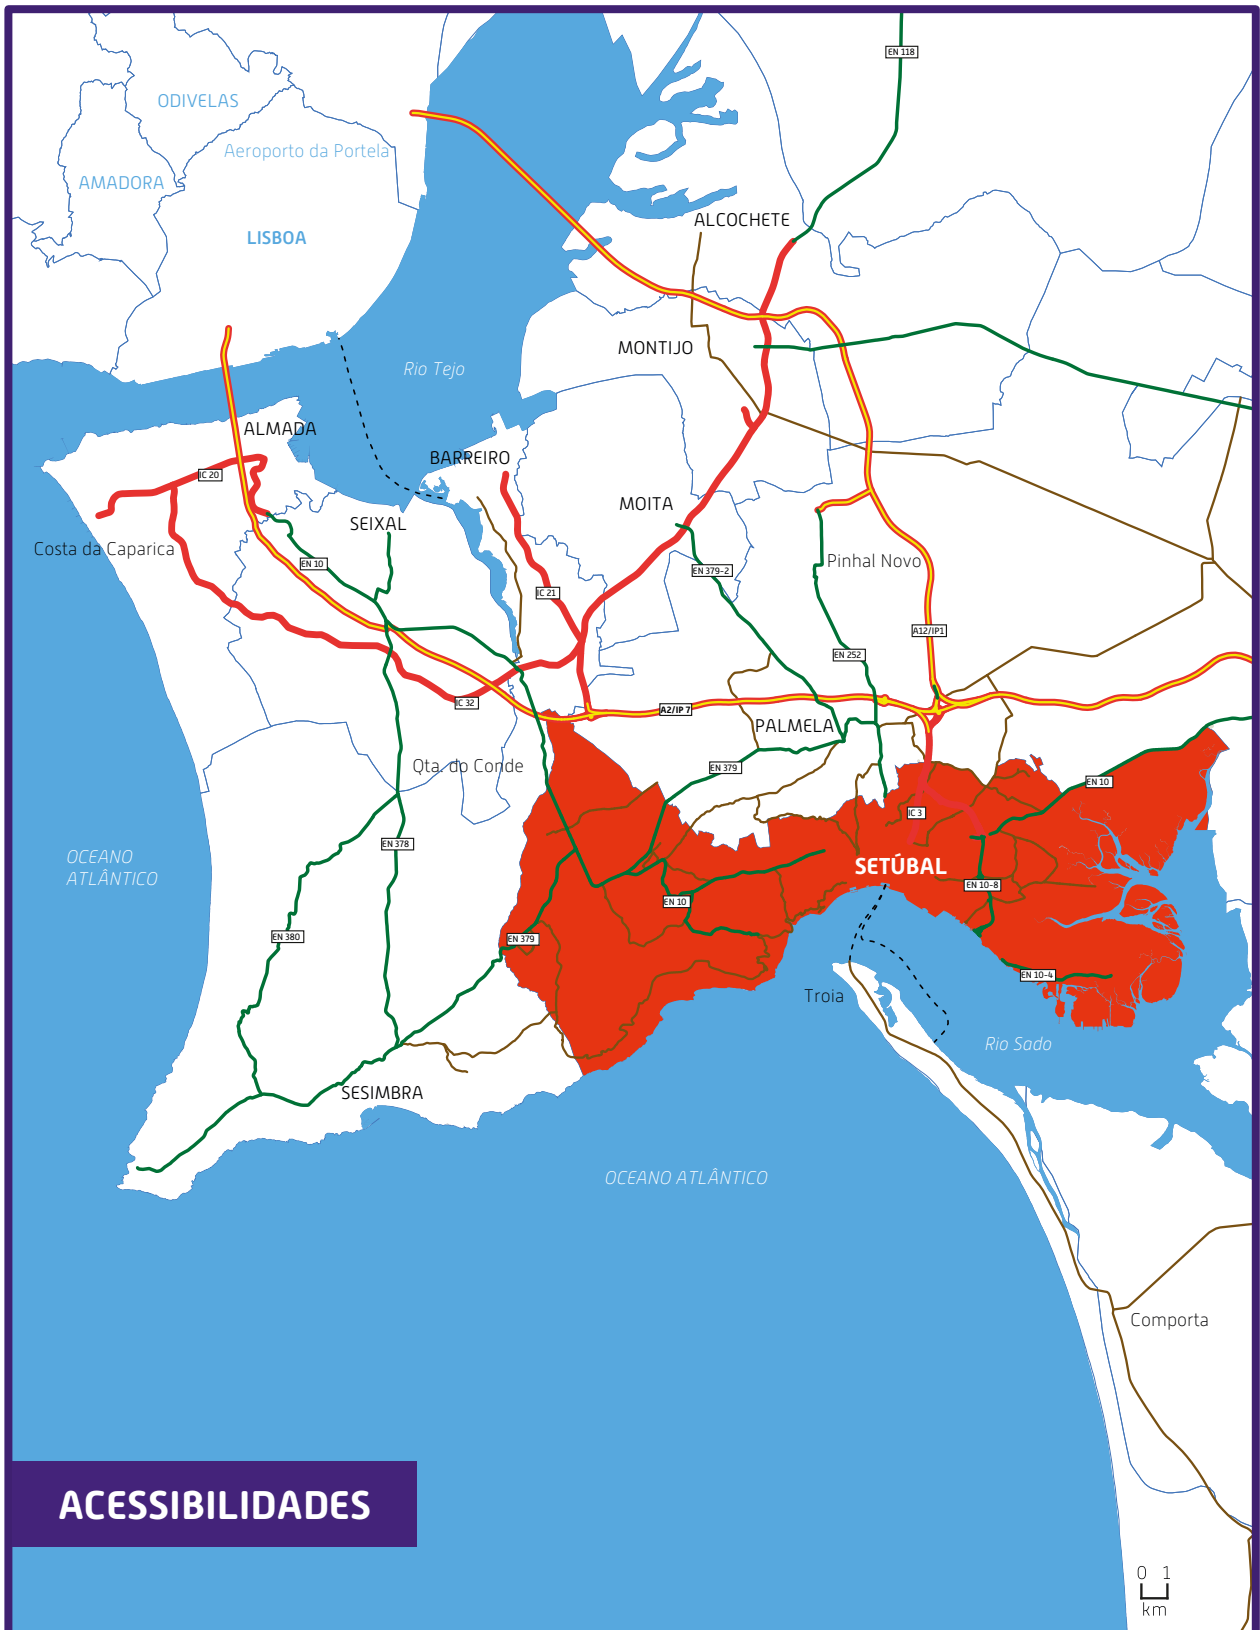 EN 118
ODIVELAS
Aeroporto da Portela
AMADORA
ALCOCHETE
LISBOA
MONTIJO
Rio Tejo
ALMADA
BARREIRO
IC 20
MOITA
SEIXAL
Costa da Caparica
EN 10
Pinhal Novo
EN 379-2
IC 21
A12/IP1
EN 252
IC 32
A2/IP 7
PALMELA
Qta. do Conde
EN 379
EN 10
IC 3
EN 378
OCEANO
ATLÂNTICO
SETÚBAL
EN 10-8
EN 10
EN 380
EN 379
EN 10-4
Troia
Rio Sado
SESIMBRA
OCEANO ATLÂNTICO
Comporta
ACESSIBILIDADES
0 1
km